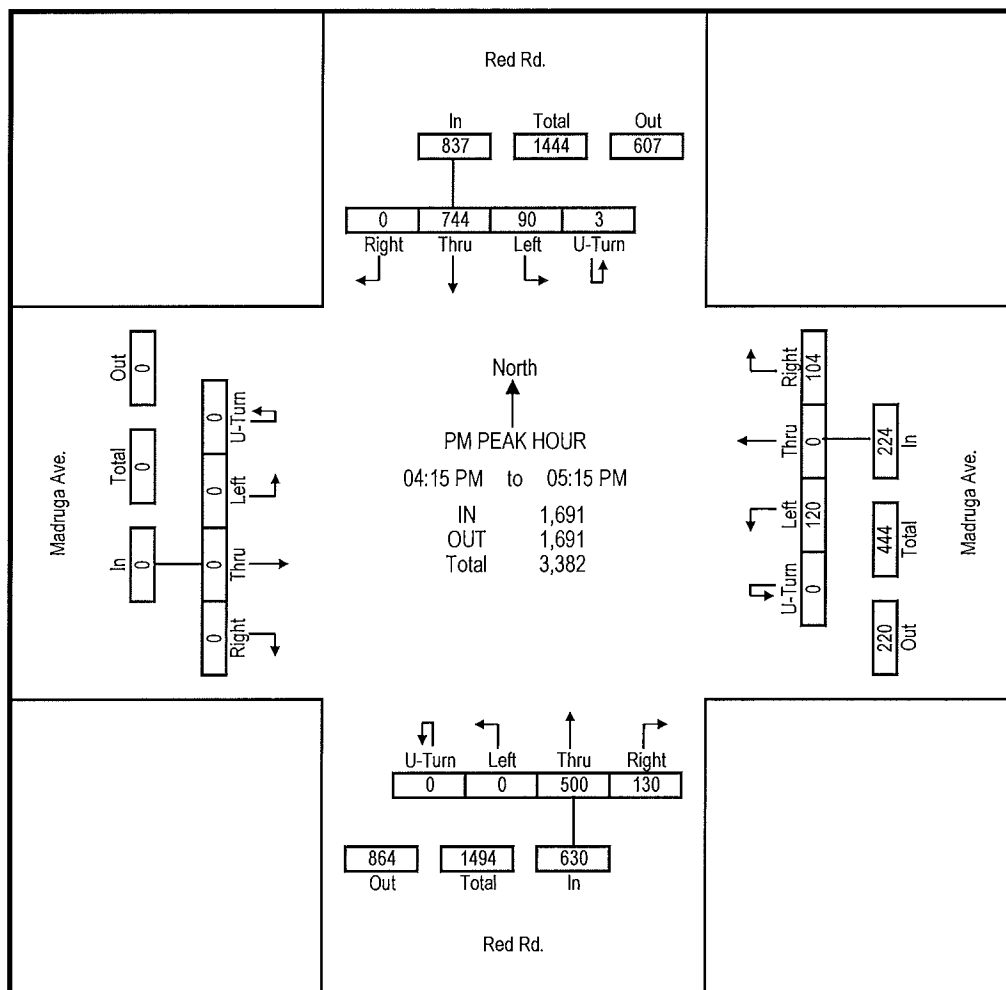 Red Rd.
In Total Out
837 1444 607
0 744 90 3
Right Thru Left U-Turn
Madruga Ave.
Out Total In
0 0 0
0 0 0 0
U-Turn Left Thru Right
North
PM PEAK HOUR
04:15 PM to 05:15 PM
IN 1,691
OUT 1,691
Total 3,382
Right Thru Left U-Turn
104 0 120 0
224 444 220
In Total Out
Madruga Ave.
U-Turn Left Thru Right
0 0 500 130
864 1494 630
Out Total In
Red Rd.